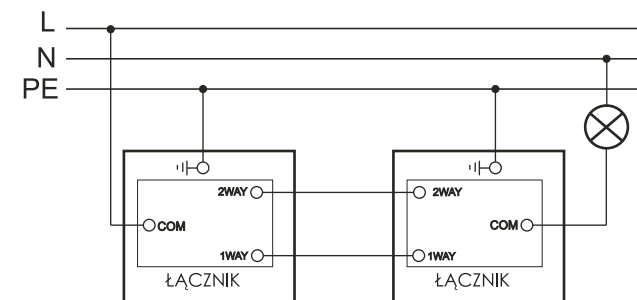 L
N
PE
2WAY 2WAY
COM COM
1WAY 1WAY
ŁĄCZNIK ŁĄCZNIK